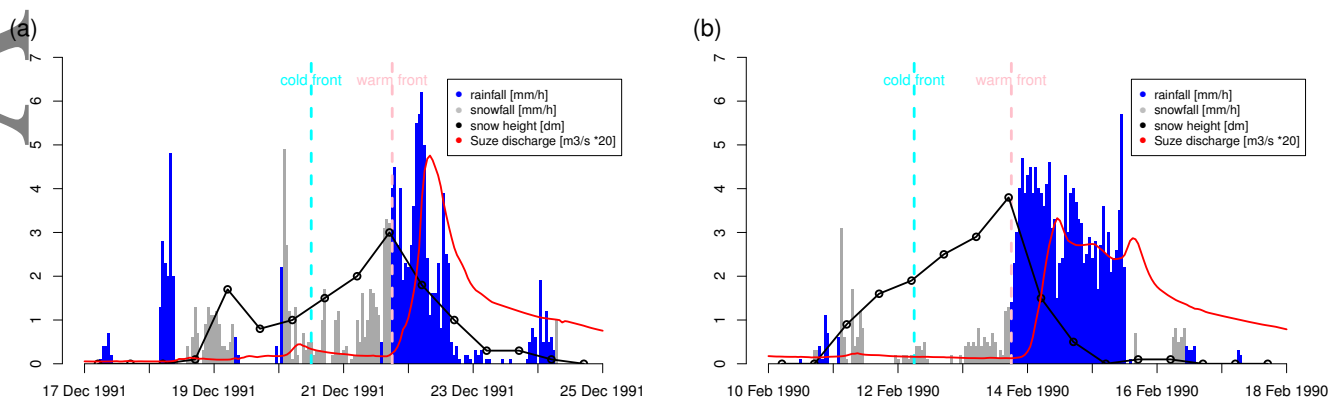 (a)
7
6
5
4
3
2
1
0
cold front
warm front
rainfall [mm/h]
snowfall [mm/h]
snow height [dm]
Suze discharge [m3/s *20]
17 Dec 1991
19 Dec 1991
21 Dec 1991
23 Dec 1991
25 Dec 1991
(b)
7
6
5
4
3
2
1
0
cold front
warm front
rainfall [mm/h]
snowfall [mm/h]
snow height [dm]
Suze discharge [m3/s *20]
10 Feb 1990
12 Feb 1990
14 Feb 1990
16 Feb 1990
18 Feb 1990